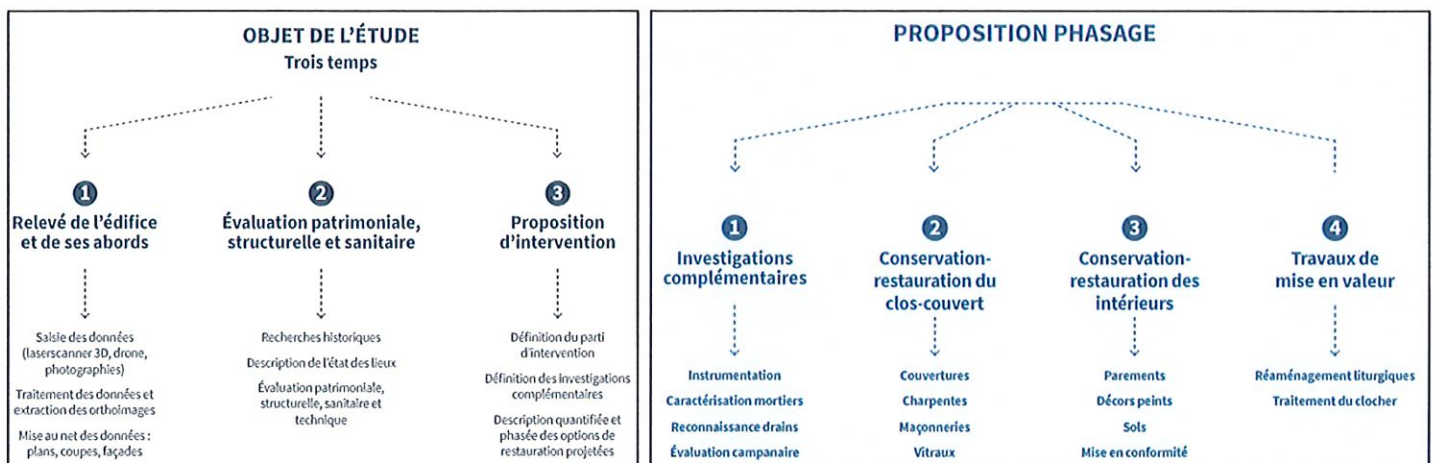 OBJET DE L'ÉTUDE
Trois temps
1
Relevé de l'édifice
et de ses abords
Saisie des données
(laserscanner 3D, drone,
photographies)
Traitement des données et
extraction des orthoimages
Mise au net des données :
plans, coupes, façades
2
Évaluation patrimoniale,
structurelle et sanitaire
Recherches historiques
Description de l'état des lieux
Évaluation patrimoniale,
structurelle, sanitaire et
technique
3
Proposition
d'intervention
Définition du parti
d'intervention
Définition des investigations
complémentaires
Description quantifiée et
phasée des options de
restauration projetées
PROPOSITION PHASAGE
1
Investigations
complémentaires
Instrumentation
Caractérisation mortiers
Reconnaissance drains
Évaluation campanaire
2
Conservation-
restauration du
clos-couvert
Couvertures
Charpentes
Maçonneries
Vitraux
3
Conservation-
restauration des
intérieurs
Parements
Décors peints
Sols
Mise en conformité
4
Travaux de
mise en valeur
Réaménagement liturgiques
Traitement du clocher